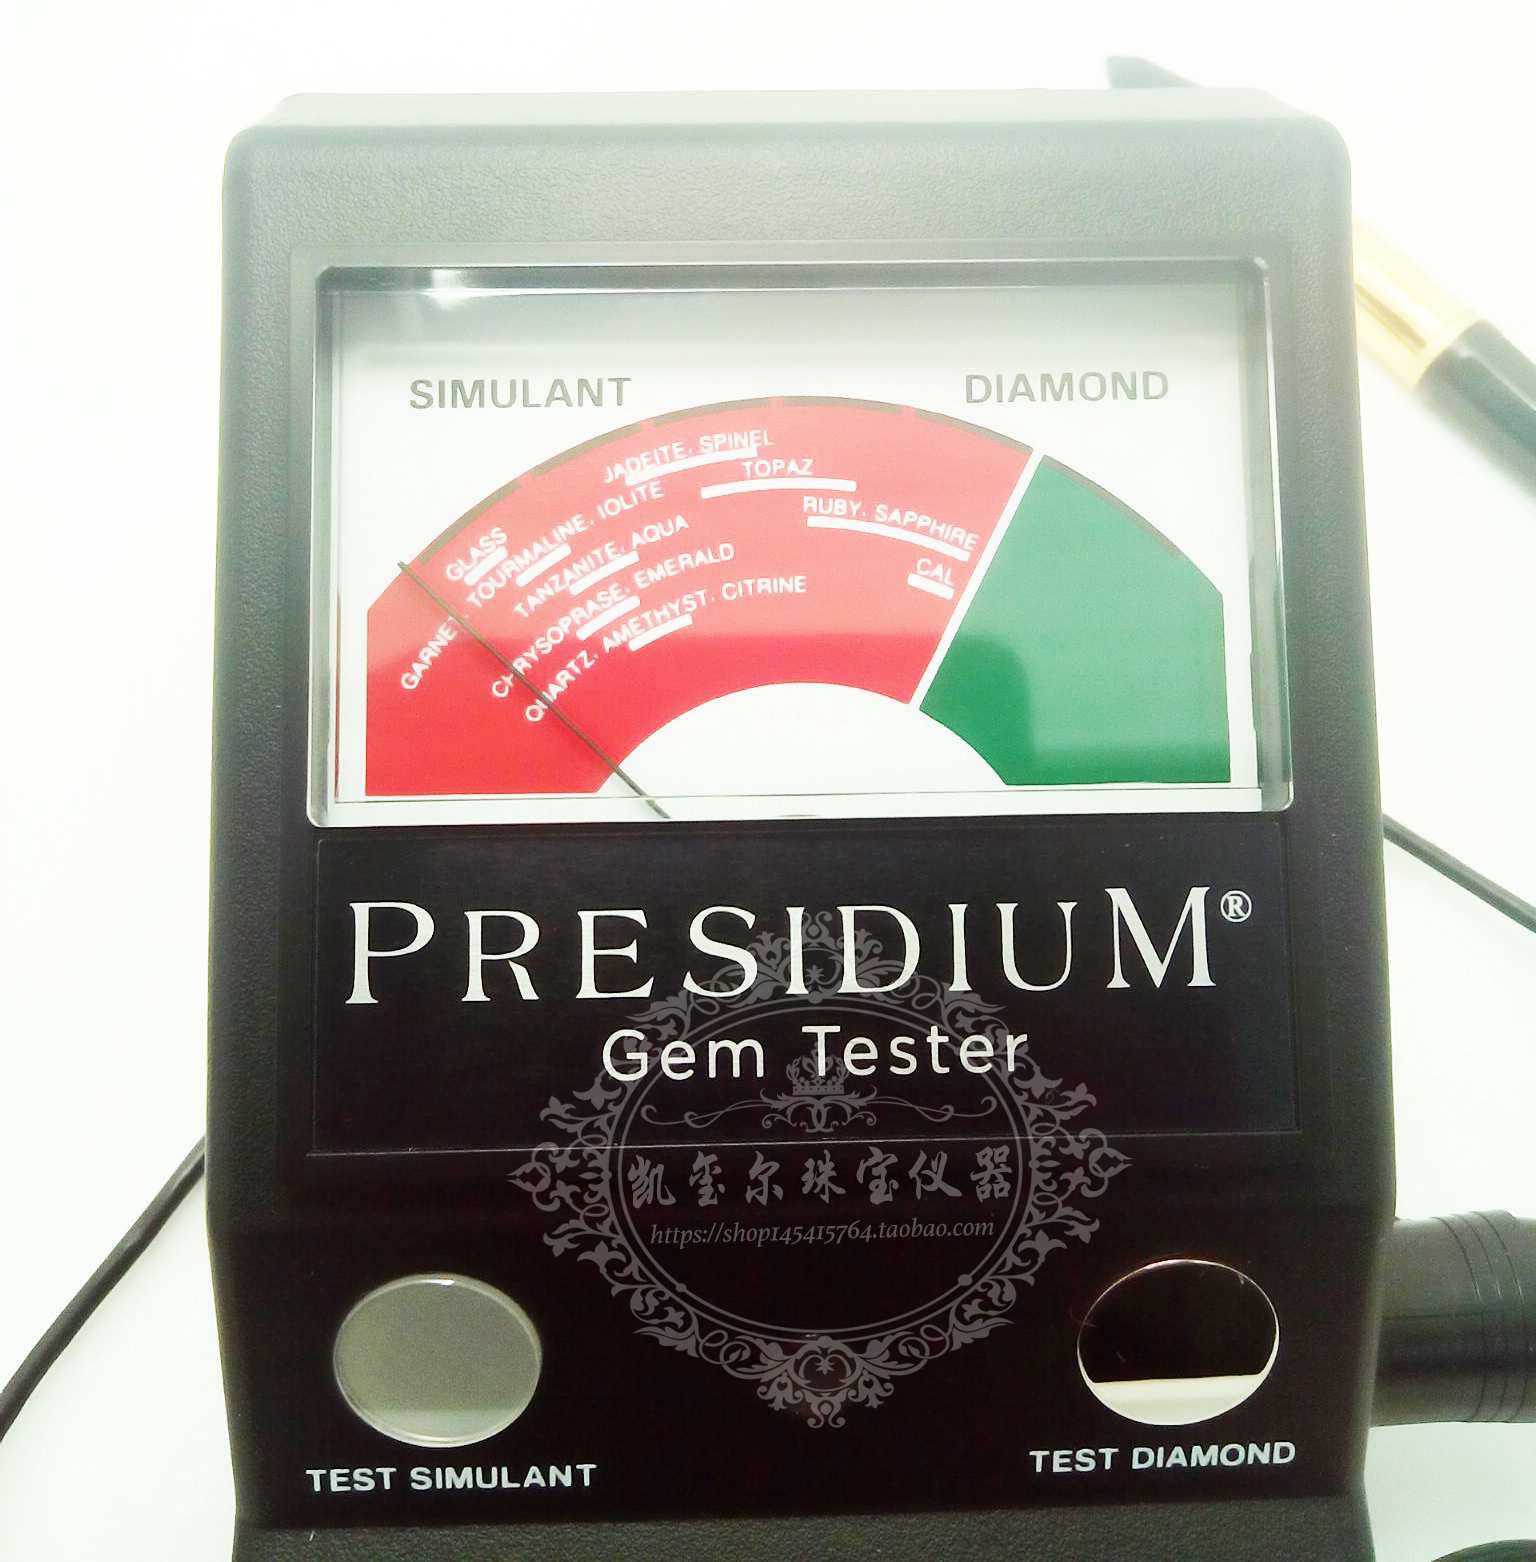 SIMULANT
DIAMOND
JADEITE, SPINEL
TOPAZ
RUBY, SAPPHIRE
CAL
GLASS
GARNET, TOURMALINE, IOLITE
TANZANITE, AQUA
CHRYSOPRASE, EMERALD
QUARTZ, AMETHYST, CITRINE
PRESIDIUM®
Gem Tester
凯玺尔珠宝仪器
https://shop145415764.taobao.com
TEST SIMULANT
TEST DIAMOND